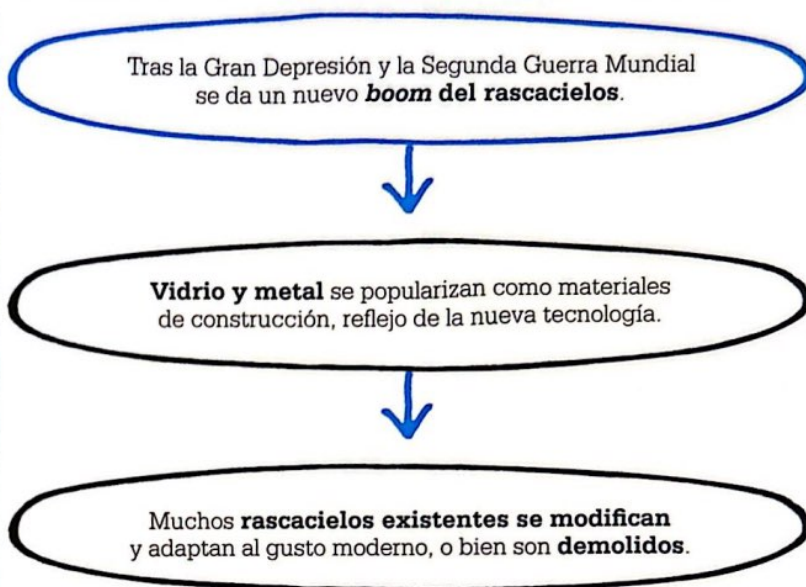 Tras la Gran Depresión y la Segunda Guerra Mundial
se da un nuevo boom del rascacielos.
Vidrio y metal se popularizan como materiales
de construcción, reflejo de la nueva tecnología.
Muchos rascacielos existentes se modifican
y adaptan al gusto moderno, o bien son demolidos.